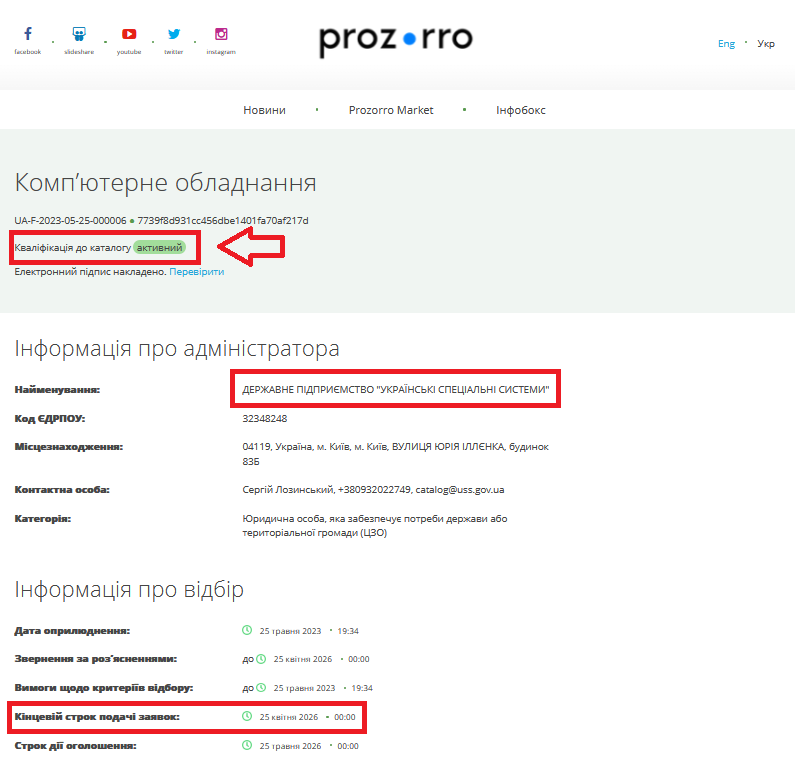 facebook
slideshare
youtube
twitter
instagram
prozorro
Eng
Укр
Новини
Prozorro Market
Інфобокс
Комп’ютерне обладнання
UA-F-2023-05-25-000006 ● 7739f8d931cc456dbe1401fa70af217d
Кваліфікація до каталогу активний
Електронний підпис накладено. Перевірити
Інформація про адміністратора
Найменування: ДЕРЖАВНЕ ПІДПРИЄМСТВО "УКРАЇНСЬКІ СПЕЦІАЛЬНІ СИСТЕМИ"
Код ЄДРПОУ: 32348248
Місцезнаходження: 04119, Україна, м. Київ, м. Київ, ВУЛИЦЯ ЮРІЯ ІЛЛЄНКА, будинок
83Б
Контактна особа: Сергій Лозинський, +380932022749, catalog@uss.gov.ua
Категорія: Юридична особа, яка забезпечує потреби держави або
територіальної громади (ЦЗО)
Інформація про відбір
Дата оприлюднення: 25 травня 2023 • 19:34
Звернення за роз’ясненнями: до 25 квітня 2026 • 00:00
Вимоги щодо критеріїв відбору: до 25 травня 2023 • 19:34
Кінцевій строк подачі заявок: 25 квітня 2026 • 00:00
Строк дії оголошення: 25 травня 2026 • 00:00